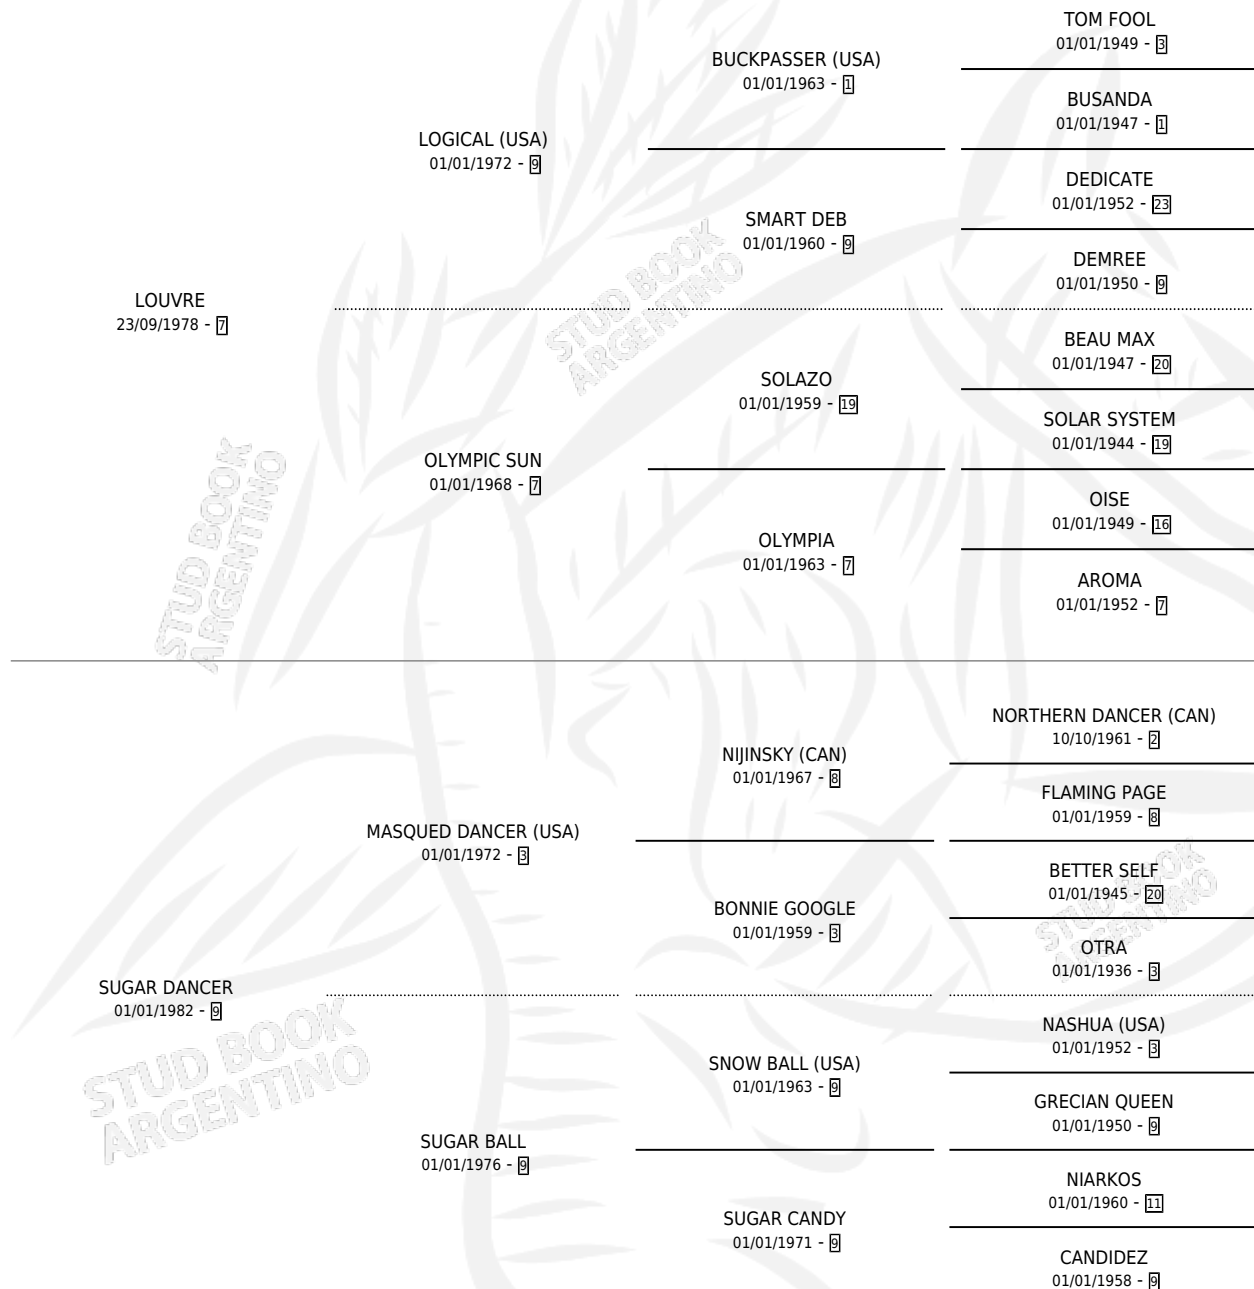 TOM FOOL
01/01/1949 - 3
BUCKPASSER (USA)
01/01/1963 - 1
BUSANDA
01/01/1947 - 1
LOGICAL (USA)
01/01/1972 - 9
DEDICATE
01/01/1952 - 23
SMART DEB
01/01/1960 - 9
DEMREE
01/01/1950 - 9
LOUVRE
23/09/1978 - 7
BEAU MAX
01/01/1947 - 20
SOLAZO
01/01/1959 - 19
SOLAR SYSTEM
01/01/1944 - 19
OLYMPIC SUN
01/01/1968 - 7
OISE
01/01/1949 - 16
OLYMPIA
01/01/1963 - 7
AROMA
01/01/1952 - 7
NORTHERN DANCER (CAN)
10/10/1961 - 2
NIJINSKY (CAN)
01/01/1967 - 8
FLAMING PAGE
01/01/1959 - 8
MASQUED DANCER (USA)
01/01/1972 - 3
BETTER SELF
01/01/1945 - 20
BONNIE GOOGLE
01/01/1959 - 3
OTRA
01/01/1936 - 3
SUGAR DANCER
01/01/1982 - 9
NASHUA (USA)
01/01/1952 - 3
SNOW BALL (USA)
01/01/1963 - 9
GRECIAN QUEEN
01/01/1950 - 9
SUGAR BALL
01/01/1976 - 9
NIARKOS
01/01/1960 - 11
SUGAR CANDY
01/01/1971 - 9
CANDIDEZ
01/01/1958 - 9
STUD BOOK
ARGENTINO
STUD BOOK
ARGENTINO
STUD BOOK
ARGENTINO
STUD BOOK
ARGENTINO